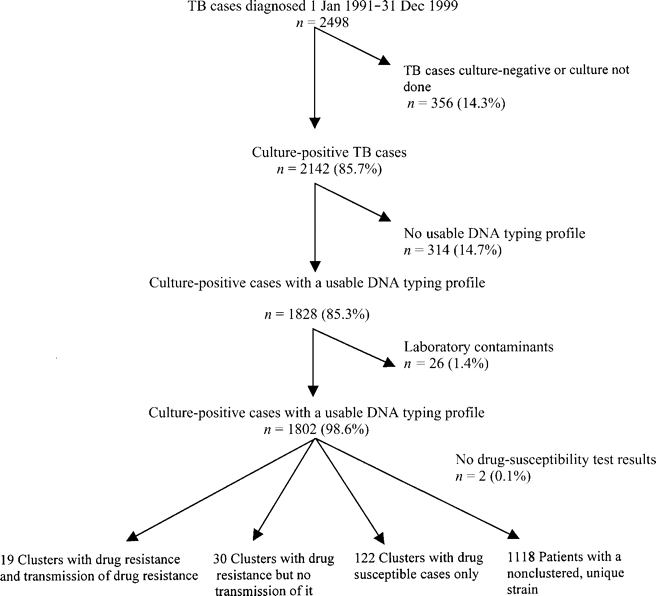 TB cases diagnosed 1 Jan 1991–31 Dec 1999
n = 2498
TB cases culture-negative or culture not
done
n = 356 (14.3%)
Culture-positive TB cases
n = 2142 (85.7%)
No usable DNA typing profile
n = 314 (14.7%)
Culture-positive cases with a usable DNA typing profile
n = 1828 (85.3%)
Laboratory contaminants
n = 26 (1.4%)
Culture-positive cases with a usable DNA typing profile
n = 1802 (98.6%)
No drug-susceptibility test results
n = 2 (0.1%)
19 Clusters with drug resistance
and transmission of drug resistance
30 Clusters with drug
resistance but no
transmission of it
122 Clusters with drug
susceptible cases only
1118 Patients with a
nonclustered, unique
strain